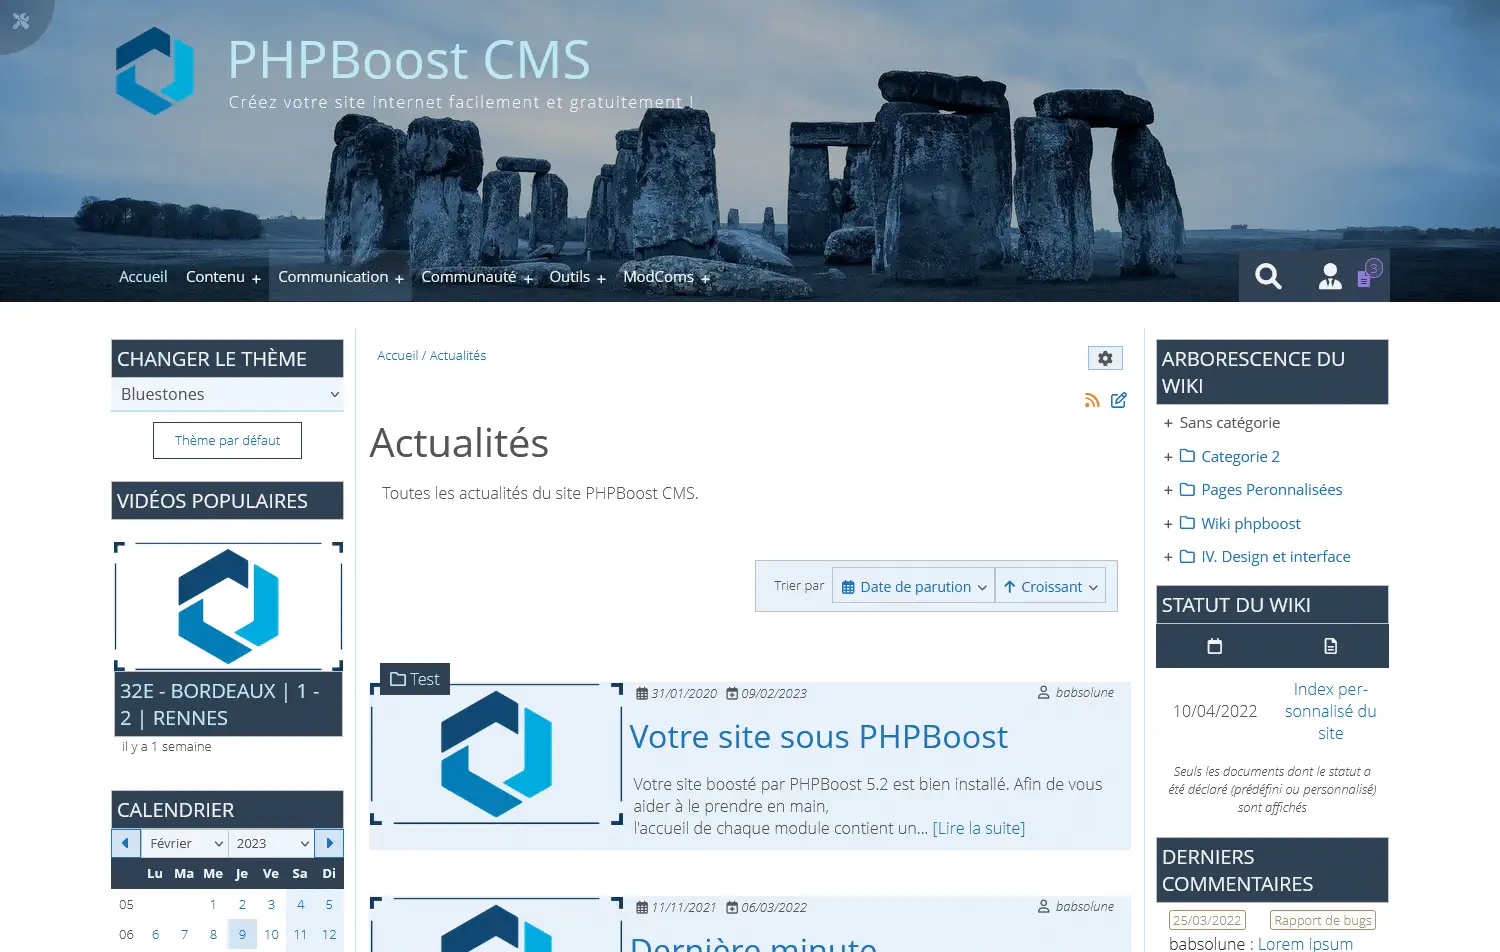 PHPBoost CMS
Créez votre site internet facilement et gratuitement !
Accueil Contenu + Communication + Communauté + Outils + ModComs +
3
CHANGER LE THÈME
Bluestones
Thème par défaut
VIDÉOS POPULAIRES
32E - BORDEAUX | 1 -
2 | RENNES
il y a 1 semaine
CALENDRIER
Février 2023
Lu Ma Me Je Ve Sa Di
05 1 2 3 4 5
06 6 7 8 9 10 11 12
Accueil / Actualités
Actualités
Toutes les actualités du site PHPBoost CMS.
Trier par Date de parution Croissant
Test
31/01/2020 09/02/2023 babsolune
Votre site sous PHPBoost
Votre site boosté par PHPBoost 5.2 est bien installé. Afin de vous
aider à le prendre en main,
l'accueil de chaque module contient un... [Lire la suite]
11/11/2021 06/03/2022 babsolune
Dernière minute
ARBORESCENCE DU
WIKI
+ Sans catégorie
+ Categorie 2
+ Pages Peronnalisées
+ Wiki phpboost
+ IV. Design et interface
STATUT DU WIKI
10/04/2022
Index per-
sonnalisé du
site
Seuls les documents dont le statut a
été déclaré (prédéfini ou personnalisé)
sont affichés
DERNIERS
COMMENTAIRES
25/03/2022 Rapport de bugs
babsolune : Lorem ipsum